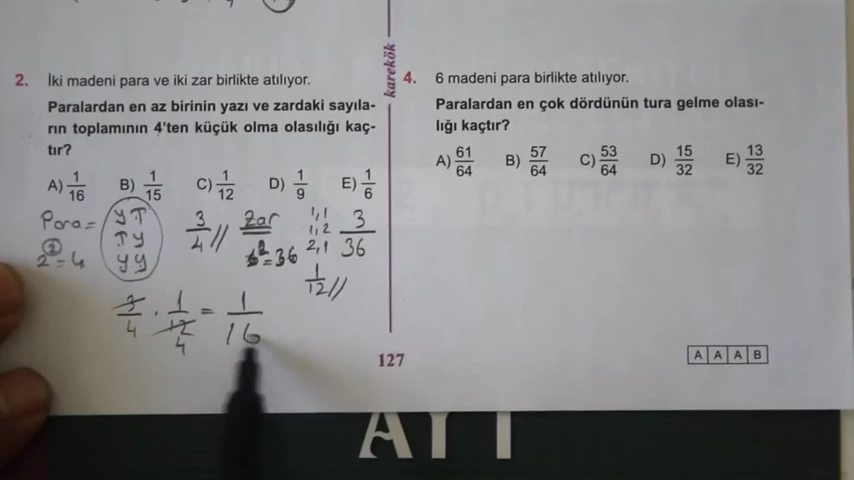 2. İki madeni para ve iki zar birlikte atılıyor.
Paralardan en az birinin yazı ve zardaki sayıla-
rın toplamının 4'ten küçük olma olasılığı kaç-
tır?
A) 1/16 B) 1/15 C) 1/12 D) 1/9 E) 1/6
Para = YT
TY
YY
2² = 4
3/4 //
Zar
6² = 36
1,1
1,2
2,1
3/36
1/12 //
3/4 . 1/12 = 1/16
4
karekök
4. 6 madeni para birlikte atılıyor.
Paralardan en çok dördünün tura gelme olası-
lığı kaçtır?
A) 61/64 B) 57/64 C) 53/64 D) 15/32 E) 13/32
127
A A A B
AYT